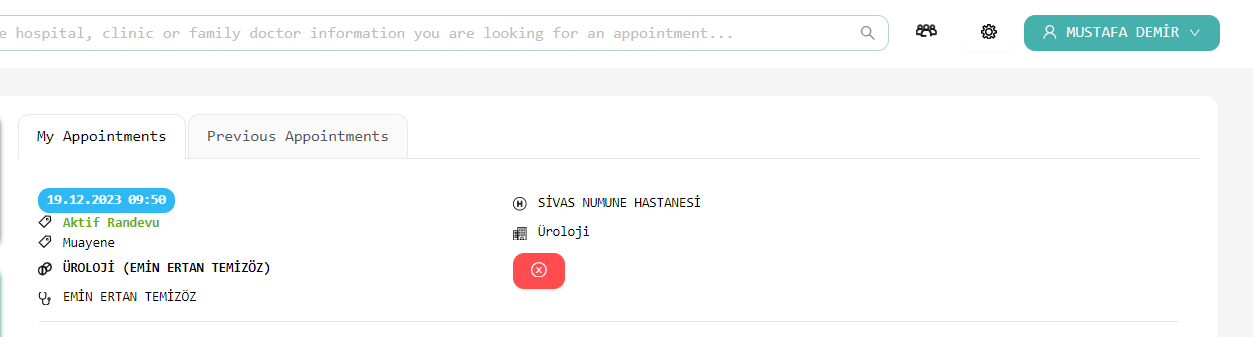 e hospital, clinic or family doctor information you are looking for an appointment...
MUSTAFA DEMİR
My Appointments
Previous Appointments
19.12.2023 09:50
Aktif Randevu
Muayene
ÜROLOJİ (EMİN ERTAN TEMİZÖZ)
EMİN ERTAN TEMİZÖZ
SİVAS NUMUNE HASTANESİ
Üroloji